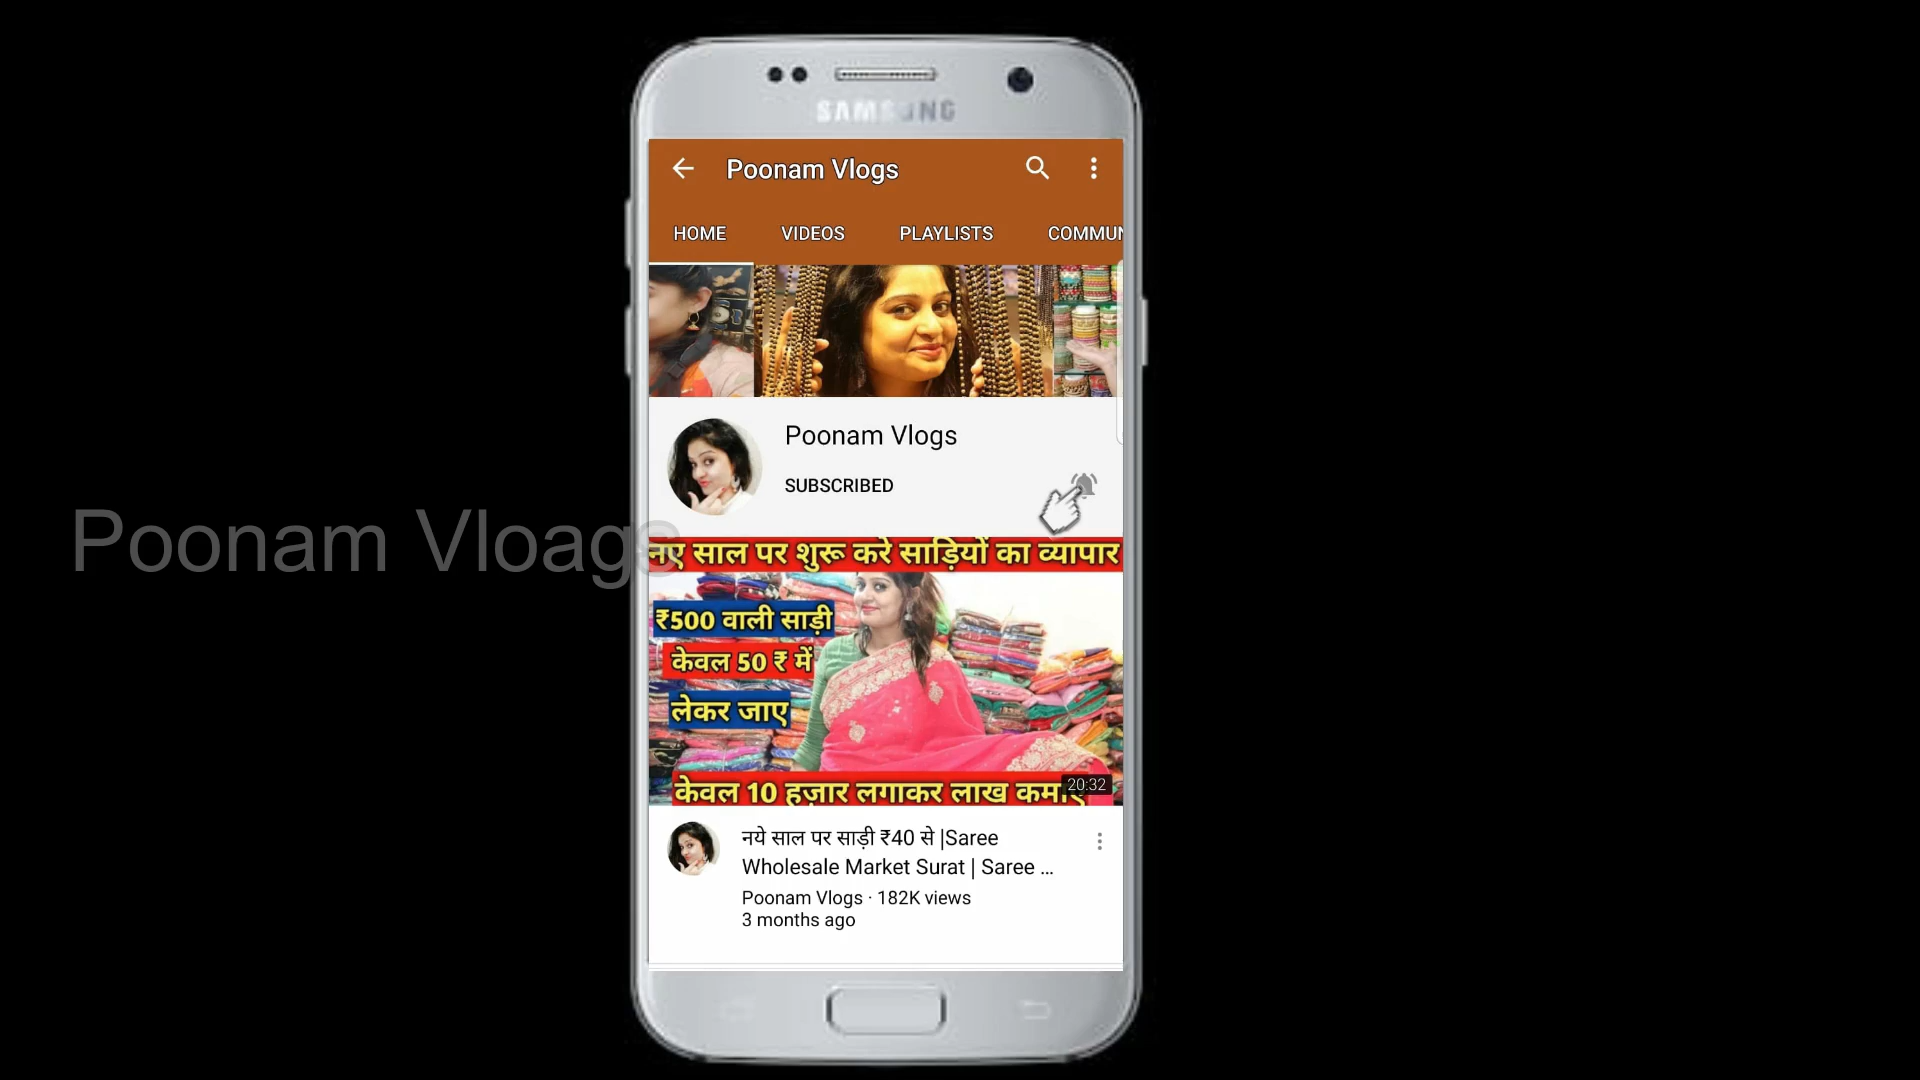 SAMSUNG
Poonam Vlogs
HOME VIDEOS PLAYLISTS COMMUN
Poonam Vlogs
SUBSCRIBED
Poonam Vloags
नए साल पर शुरू करे साड़ियों का व्यापार
₹500 वाली साड़ी
केवल 50 ₹ में
लेकर जाए
केवल 10 हज़ार लगाकर लाख कमाए
20:32
नये साल पर साड़ी ₹40 से |Saree
Wholesale Market Surat | Saree ...
Poonam Vlogs · 182K views
3 months ago